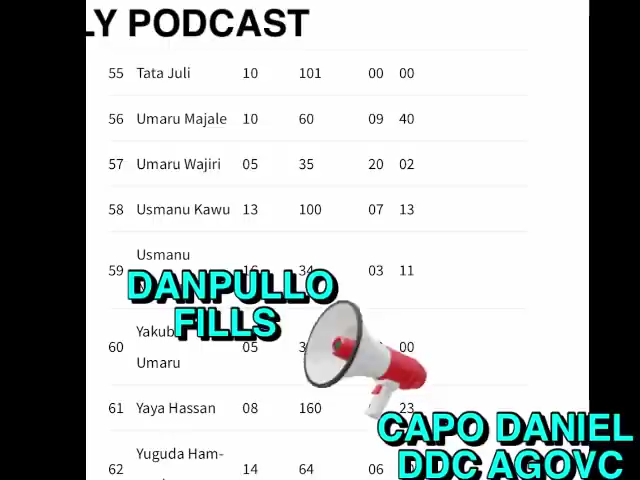 LY PODCAST
55 Tata Juli 10 101 00 00
56 Umaru Majale 10 60 09 40
57 Umaru Wajiri 05 35 20 02
58 Usmanu Kawu 13 100 07 13
Usmanu
59 34 03 11
DANPULLO
FILLS
60 05 00
Umaru
61 Yaya Hassan 08 160 23
Yuguda Ham-
62 14 64 06
CAPO DANIEL
DDC AGOVC